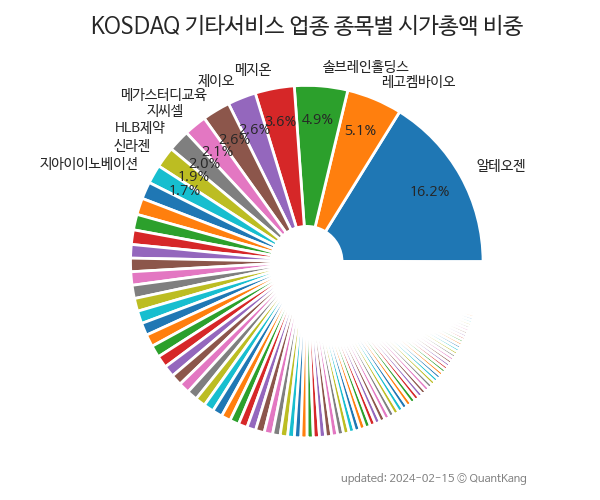 KOSDAQ 기타서비스 업종 종목별 시가총액 비중
알테오젠
레고켐바이오
솔브레인홀딩스
메지온
제이오
메가스터디교육
지씨셀
HLB제약
신라젠
지아이이노베이션
16.2%
5.1%
4.9%
3.6%
2.6%
2.6%
2.1%
2.0%
1.9%
1.7%
updated: 2024-02-15 © QuantKang